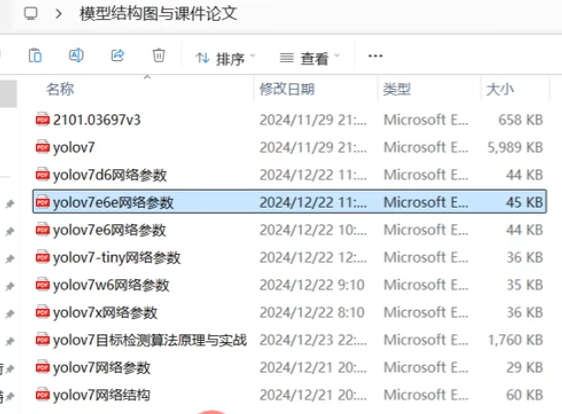 模型结构图与课件论文
排序 查看 ...
名称 修改日期 类型 大小
2101.03697v3 2024/11/29 21:... Microsoft E... 658 KB
yolov7 2024/11/29 21:... Microsoft E... 5,989 KB
yolov7d6网络参数 2024/12/22 11:... Microsoft E... 44 KB
yolov7e6e网络参数 2024/12/22 11:... Microsoft E... 45 KB
yolov7e6网络参数 2024/12/22 10:... Microsoft E... 44 KB
yolov7-tiny网络参数 2024/12/22 12:... Microsoft E... 36 KB
yolov7w6网络参数 2024/12/22 9:10 Microsoft E... 35 KB
yolov7x网络参数 2024/12/22 8:10 Microsoft E... 36 KB
yolov7目标检测算法原理与实战 2024/12/23 22:... Microsoft E... 1,760 KB
yolov7网络参数 2024/12/21 20:... Microsoft E... 29 KB
yolov7网络结构 2024/12/21 20:... Microsoft E... 60 KB